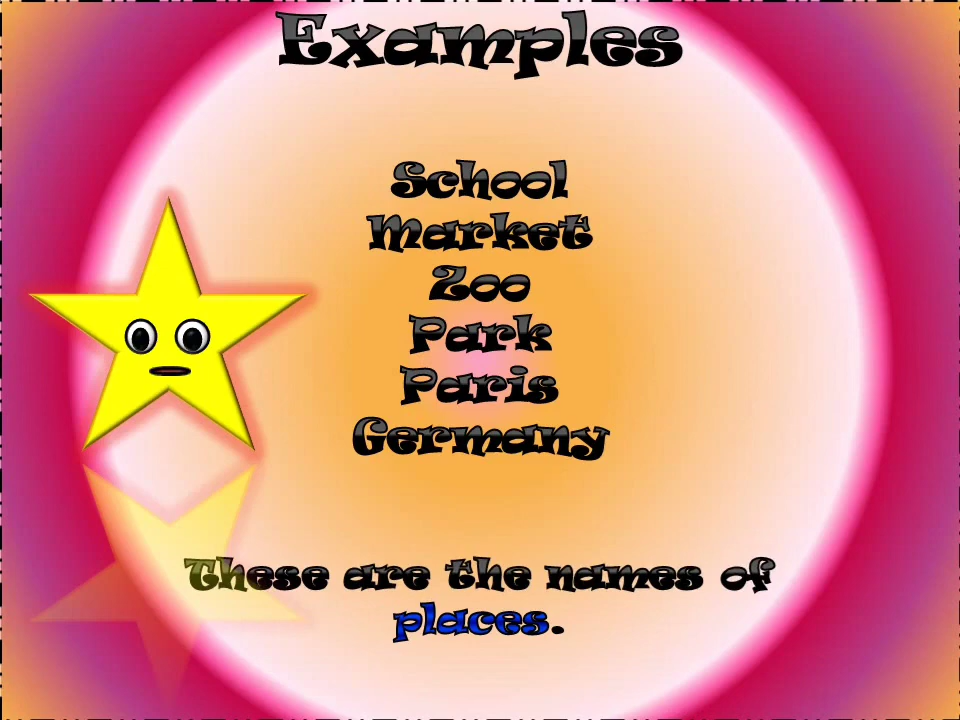 Examples
School
Market
Zoo
Park
Paris
Germany
These are the names of
places.